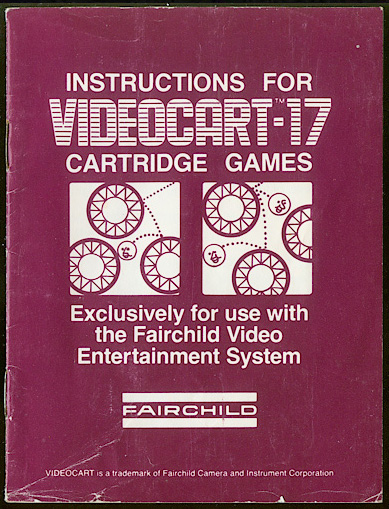 INSTRUCTIONS FOR
VIDEOCART™-17
CARTRIDGE GAMES
Exclusively for use with
the Fairchild Video
Entertainment System
FAIRCHILD
VIDEOCART is a trademark of Fairchild Camera and Instrument Corporation